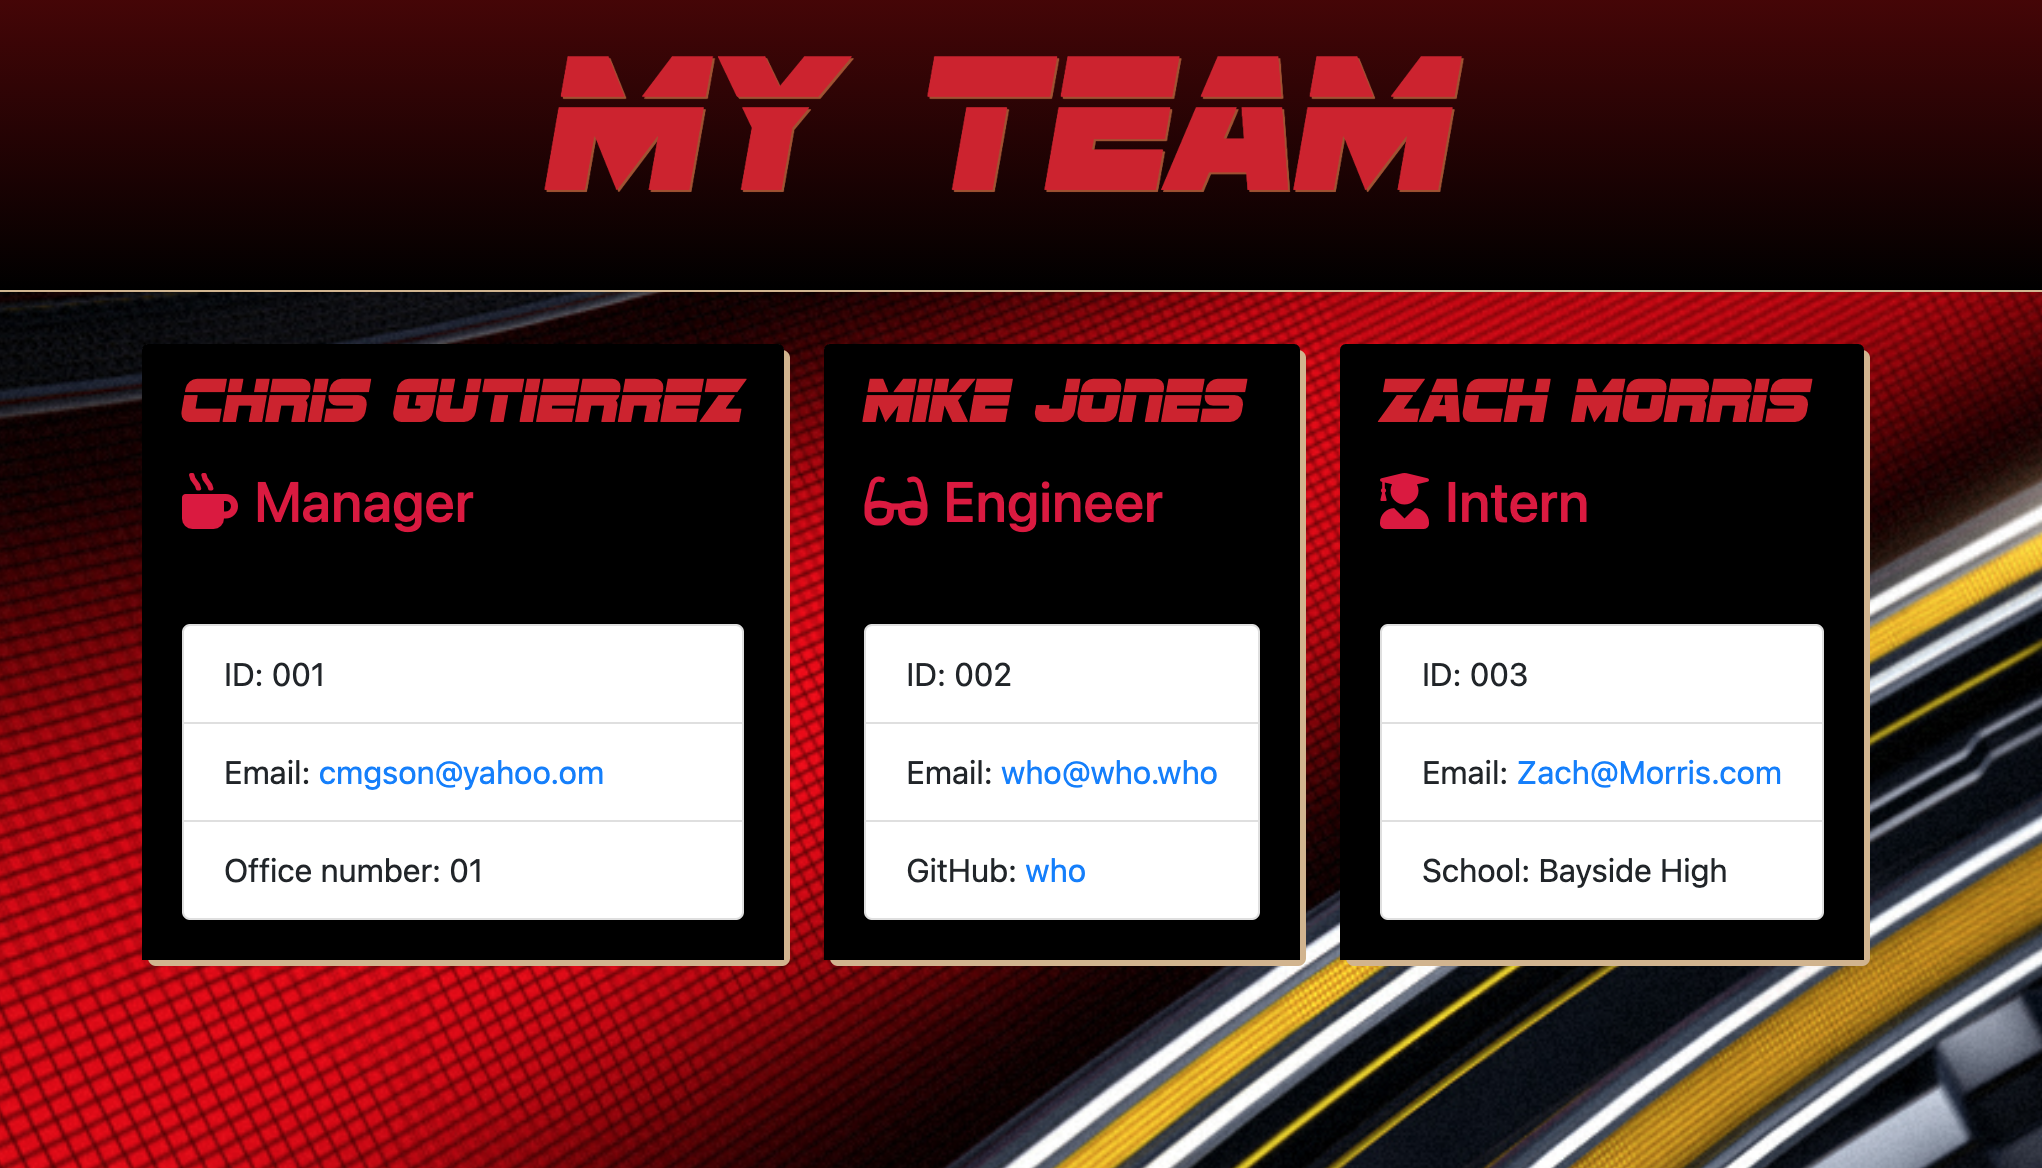 MY TEAM
CHRIS GUTIERREZ
Manager
ID: 001
Email: cmgson@yahoo.om
Office number: 01
MIKE JONES
Engineer
ID: 002
Email: who@who.who
GitHub: who
ZACH MORRIS
Intern
ID: 003
Email: Zach@Morris.com
School: Bayside High